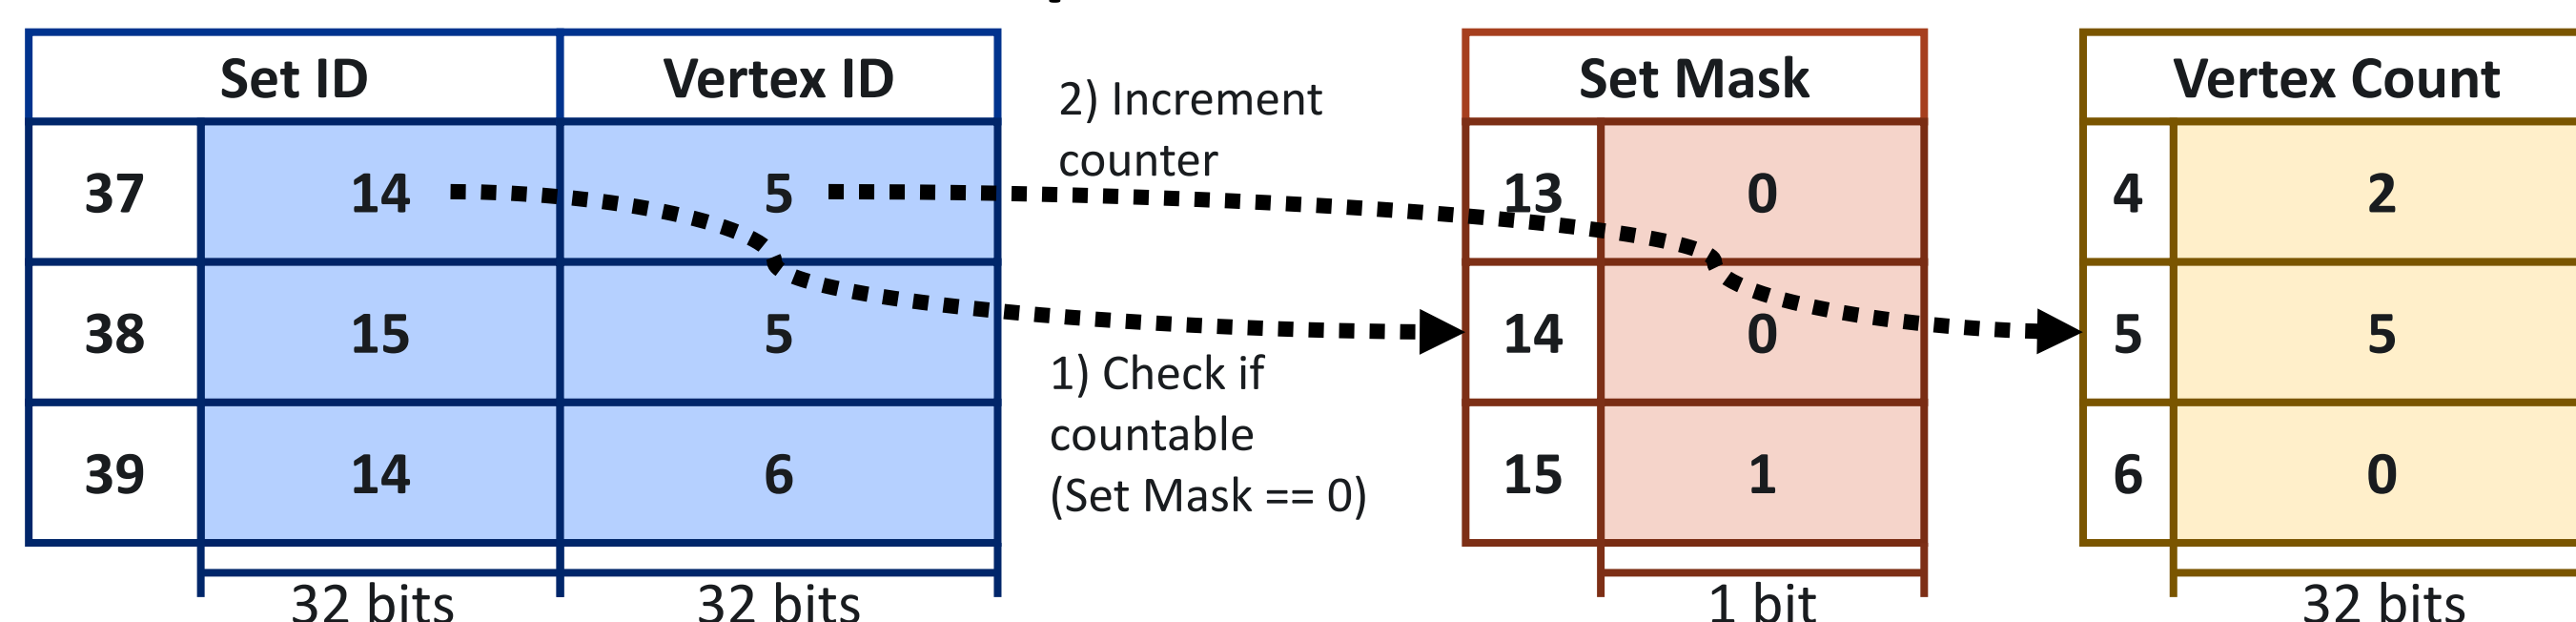 Set ID Vertex ID
37 14 5
38 15 5
39 14 6
32 bits 32 bits
2) Increment
counter
1) Check if
countable
(Set Mask == 0)
Set Mask
13 0
14 0
15 1
1 bit
Vertex Count
4 2
5 5
6 0
32 bits